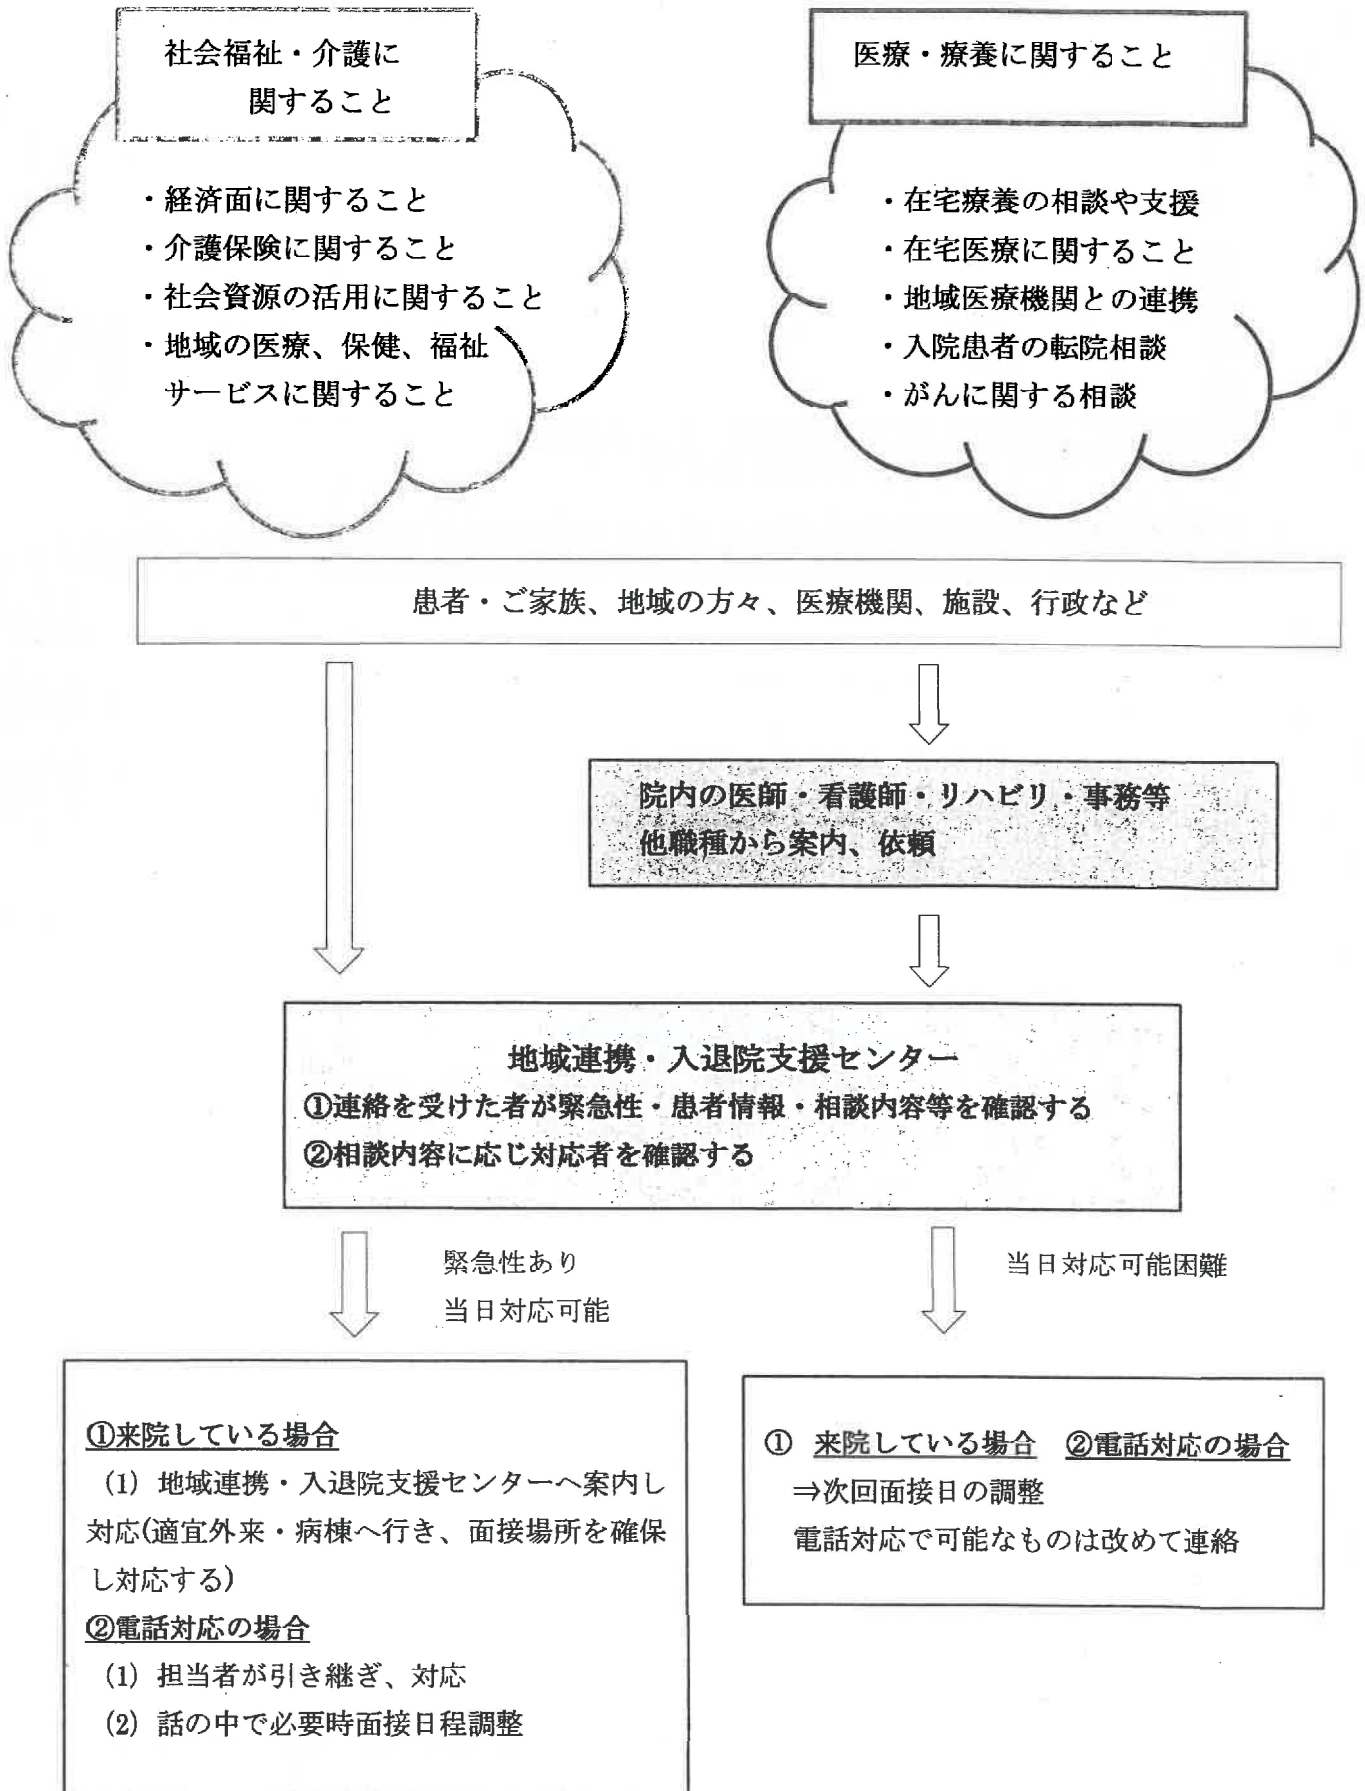 社会福祉・介護に
関すること
・経済面に関すること
・介護保険に関すること
・社会資源の活用に関すること
・地域の医療、保健、福祉
サービスに関すること
医療・療養に関すること
・在宅療養の相談や支援
・在宅医療に関すること
・地域医療機関との連携
・入院患者の転院相談
・がんに関する相談
患者・ご家族、地域の方々、医療機関、施設、行政など
院内の医師・看護師・リハビリ・事務等
他職種から案内、依頼
地域連携・入退院支援センター
①連絡を受けた者が緊急性・患者情報・相談内容等を確認する
②相談内容に応じ対応者を確認する
緊急性あり
当日対応可能
当日対応可能困難
①来院している場合
(1) 地域連携・入退院支援センターへ案内し
対応(適宜外来・病棟へ行き、面接場所を確保
し対応する)
②電話対応の場合
(1) 担当者が引き継ぎ、対応
(2) 話の中で必要時面接日程調整
① 来院している場合 ②電話対応の場合
⇒次回面接日の調整
電話対応で可能なものは改めて連絡